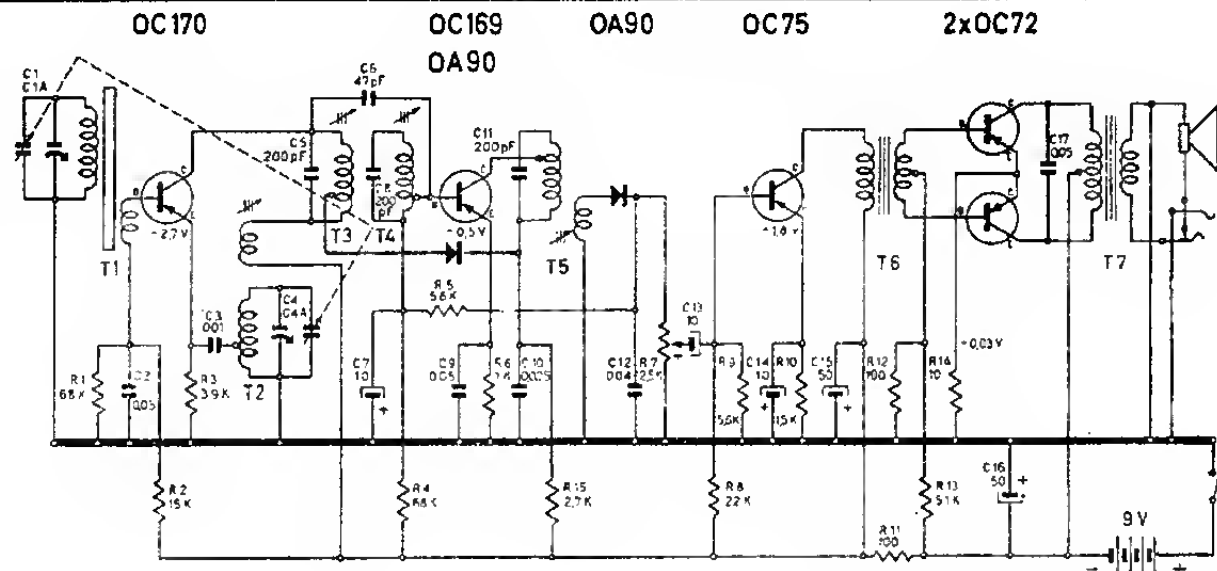 OC170 OC169 OA90 OC75 2xOC72
OA90
C1
C1A
C6
47pF
C5
200pF
C8
200
pF
C11
200pF
C17
0.05
B
C
E
-2,7V
-0,5V
T1
T3
T4
T5
T6
T7
R5
56K
C3
.001
C4
C4A
T2
C13
10
-0,03V
R1
68K
C2
0,05
R3
3,9K
C7
10
+
C9
0.05
R6
1K
C10
0,005
C12
0.04
R7
2,5K
R9
5,6K
C14
10
+
R10
1,5K
C15
50
+
R12
100
R14
10
R2
15K
R4
68K
R15
2,7K
R8
22K
R13
5,1K
C16
50
+
R11
100
9V
- +